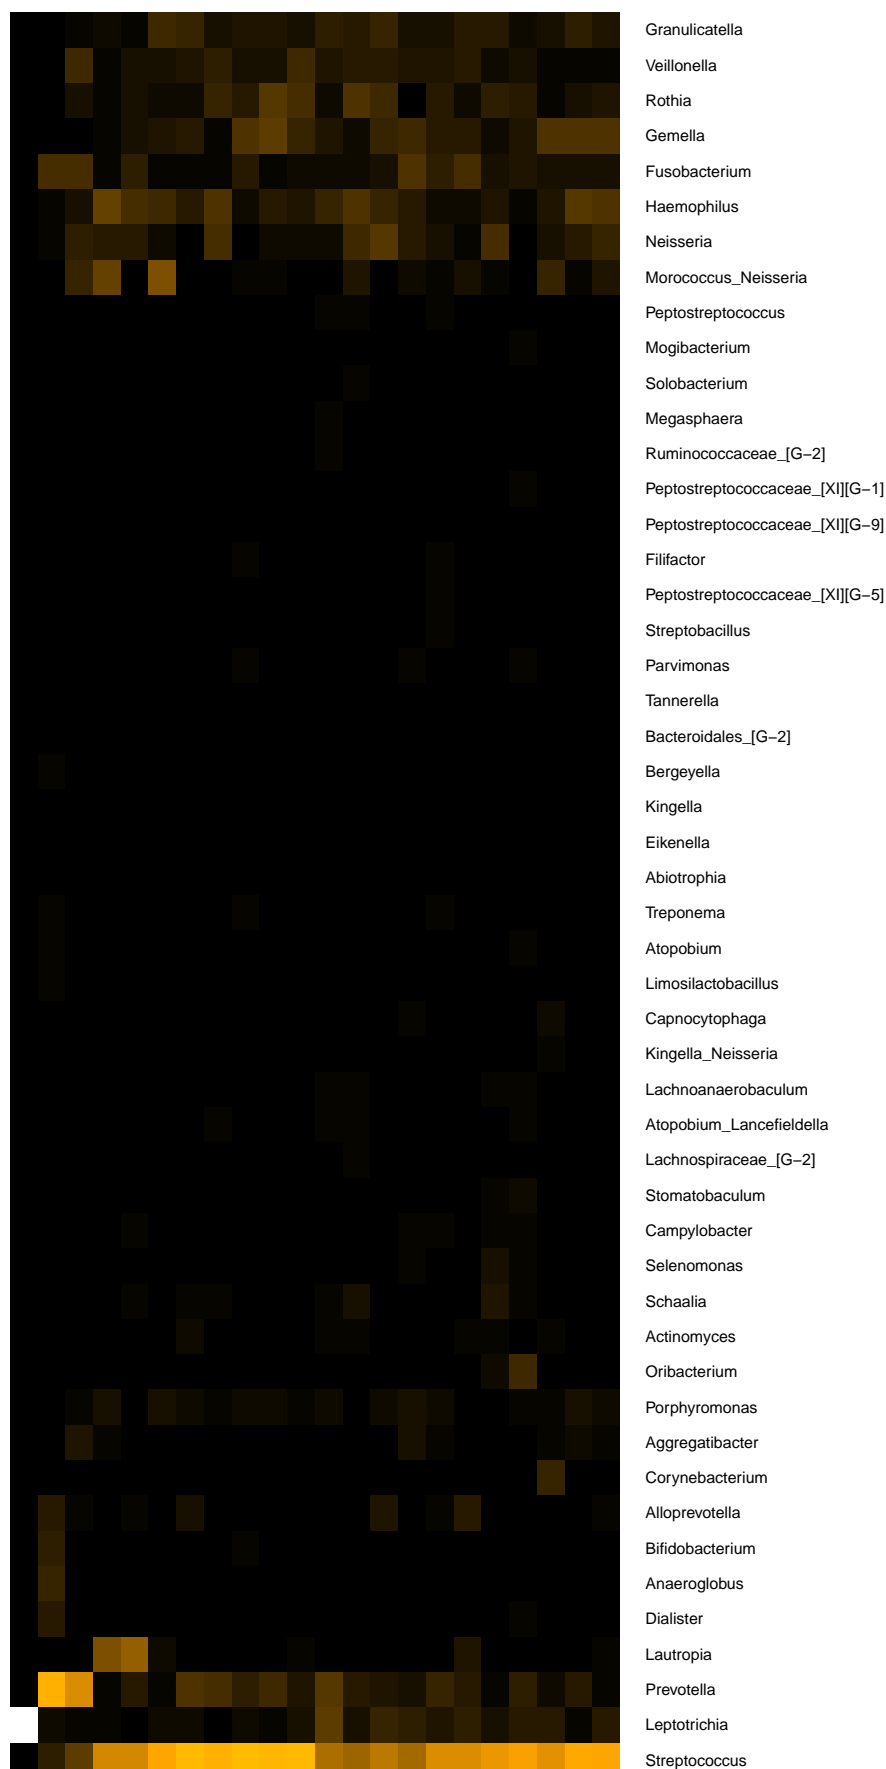 Granulicatella
Veillonella
Rothia
Gemella
Fusobacterium
Haemophilus
Neisseria
Morococcus_Neisseria
Peptostreptococcus
Mogibacterium
Solobacterium
Megasphaera
Ruminococcaceae_[G−2]
Peptostreptococcaceae_[XI][G−1]
Peptostreptococcaceae_[XI][G−9]
Filifactor
Peptostreptococcaceae_[XI][G−5]
Streptobacillus
Parvimonas
Tannerella
Bacteroidales_[G−2]
Bergeyella
Kingella
Eikenella
Abiotrophia
Treponema
Atopobium
Limosilactobacillus
Capnocytophaga
Kingella_Neisseria
Lachnoanaerobaculum
Atopobium_Lancefieldella
Lachnospiraceae_[G−2]
Stomatobaculum
Campylobacter
Selenomonas
Schaalia
Actinomyces
Oribacterium
Porphyromonas
Aggregatibacter
Corynebacterium
Alloprevotella
Bifidobacterium
Anaeroglobus
Dialister
Lautropia
Prevotella
Leptotrichia
Streptococcus